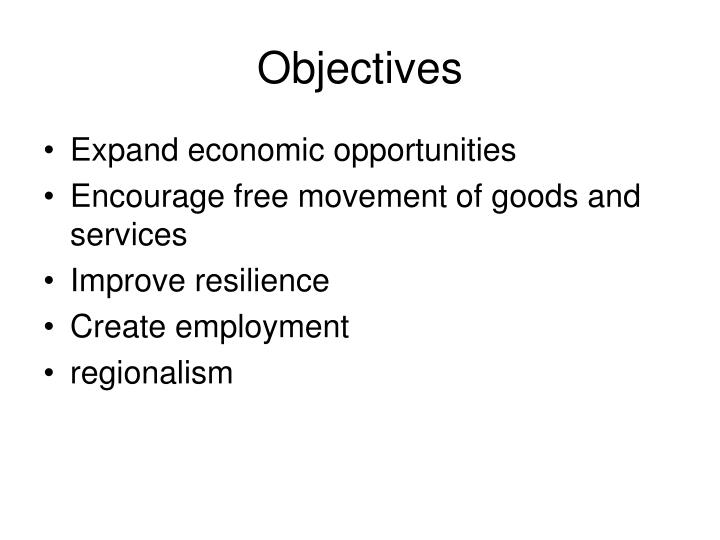 Objectives
• Expand economic opportunities
• Encourage free movement of goods and
services
• Improve resilience
• Create employment
• regionalism